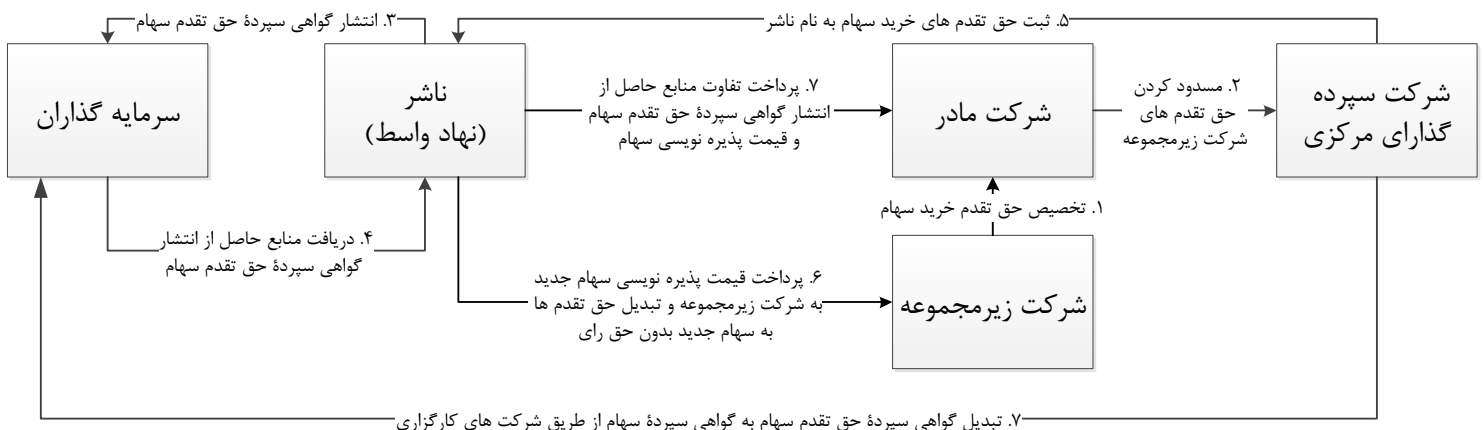 ۵. ثبت حق تقدم های خرید سهام به نام ناشر
۳. انتشار گواهی سپردۀ حق تقدم سهام
شرکت سپرده
گذارای مرکزی
۲. مسدود کردن
حق تقدم های
شرکت زیرمجموعه
شرکت مادر
۷. پرداخت تفاوت منابع حاصل از
انتشار گواهی سپردۀ حق تقدم سهام
و قیمت پذیره نویسی سهام
ناشر
(نهاد واسط)
سرمایه گذاران
۱. تخصیص حق تقدم خرید سهام
۴. دریافت منابع حاصل از انتشار
گواهی سپردۀ حق تقدم سهام
شرکت زیرمجموعه
۶. پرداخت قیمت پذیره نویسی سهام جدید
به شرکت زیرمجموعه و تبدیل حق تقدم ها
به سهام جدید بدون حق رای
۷. تبدیل گواهی سپردۀ حق تقدم سهام به گواهی سپردۀ سهام از طریق شرکت های کارگزاری